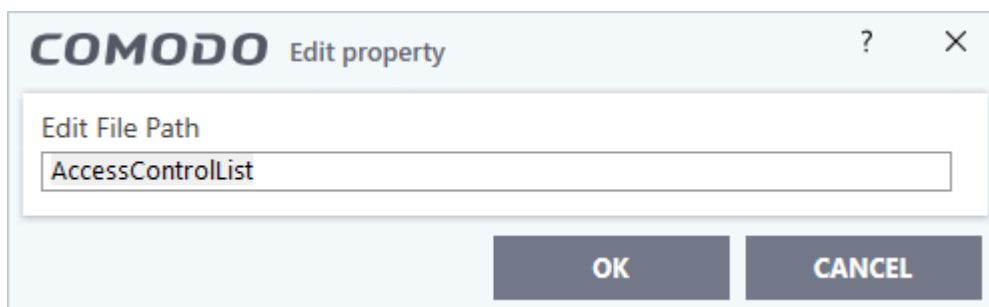 COMODO Edit property ?
Edit File Path
AccessControlList
OK CANCEL